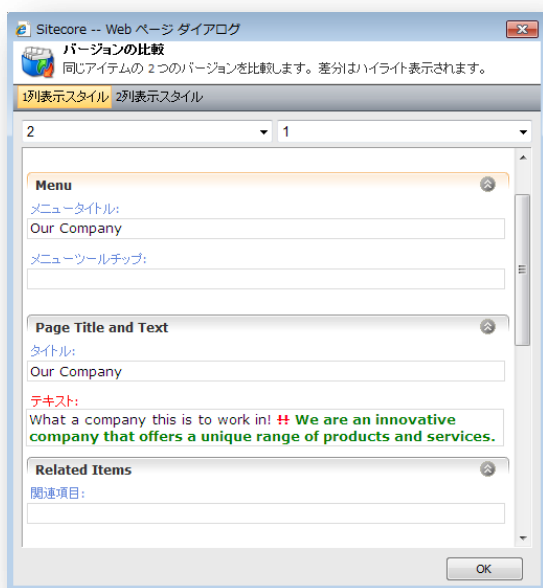 Sitecore -- Web ページ ダイアログ
バージョンの比較
同じアイテムの 2 つのバージョンを比較します。差分はハイライト表示されます。
1列表示スタイル 2列表示スタイル
2 1
Menu
メニュータイトル:
Our Company
メニューツールチップ:
Page Title and Text
タイトル:
Our Company
テキスト:
What a company this is to work in! !! We are an innovative
company that offers a unique range of products and services.
Related Items
関連項目:
OK